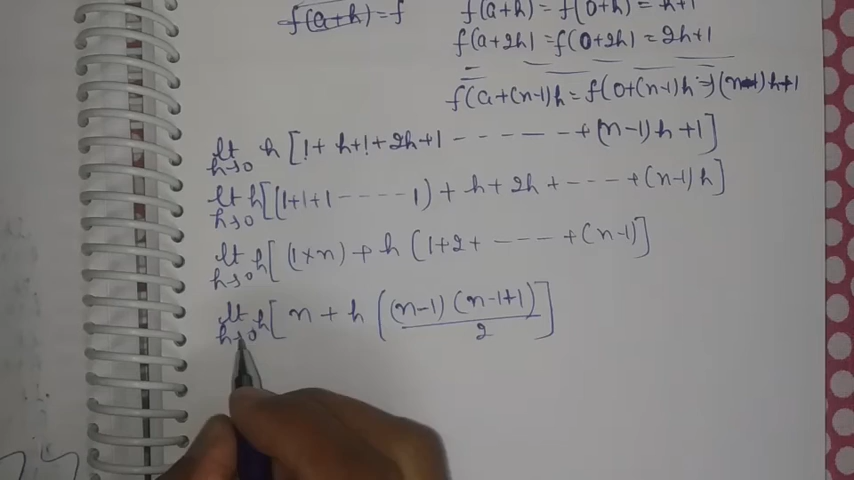 f(a+h) = f
f(a+h) = f(0+h) = h+1
f(a+2h) = f(0+2h) = 2h+1
f(a+(n-1)h = f(0+(n-1)h = (n-1)h+1
lt h→0 h[1+h+1+2h+1 ------ +(n-1)h+1]
lt h→0 h[(1+1+1 ---- 1) + h+2h+ ---- +(n-1)h]
lt h→0 h[(1×n)+h(1+2+ ---- +(n-1)]
lt h→0 h[n+h((n-1)(n-1+1)/2]